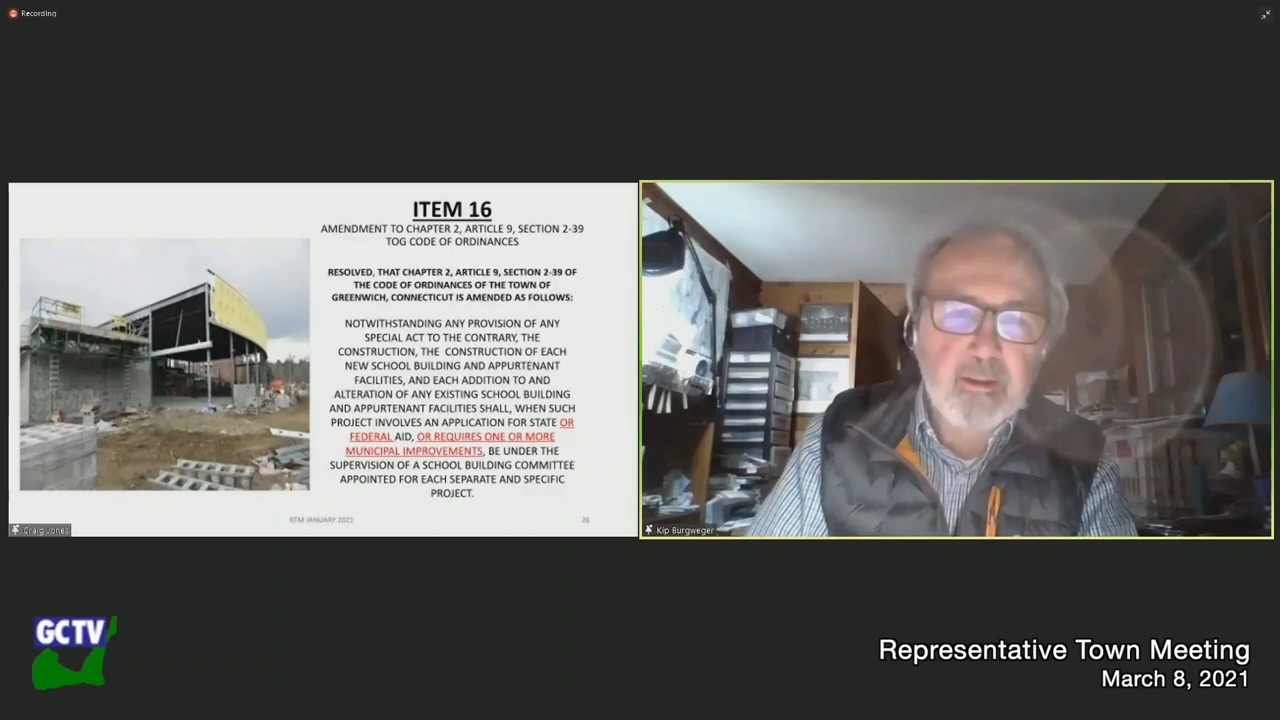 Recording
ITEM 16
AMENDMENT TO CHAPTER 2, ARTICLE 9, SECTION 2-39
TOG CODE OF ORDINANCES
RESOLVED, THAT CHAPTER 2, ARTICLE 9, SECTION 2-39 OF
THE CODE OF ORDINANCES OF THE TOWN OF
GREENWICH, CONNECTICUT IS AMENDED AS FOLLOWS:
NOTWITHSTANDING ANY PROVISION OF ANY
SPECIAL ACT TO THE CONTRARY, THE
CONSTRUCTION, THE CONSTRUCTION OF EACH
NEW SCHOOL BUILDING AND APPURTENANT
FACILITIES, AND EACH ADDITION TO AND
ALTERATION OF ANY EXISTING SCHOOL BUILDING
AND APPURTENANT FACILITIES SHALL, WHEN SUCH
PROJECT INVOLVES AN APPLICATION FOR STATE OR
FEDERAL AID, OR REQUIRES ONE OR MORE
MUNICIPAL IMPROVEMENTS, BE UNDER THE
SUPERVISION OF A SCHOOL BUILDING COMMITTEE
APPOINTED FOR EACH SEPARATE AND SPECIFIC
PROJECT.
RTM JANUARY 2021
26
Craig Jones
Kip Burgweger
GCTV
Representative Town Meeting
March 8, 2021